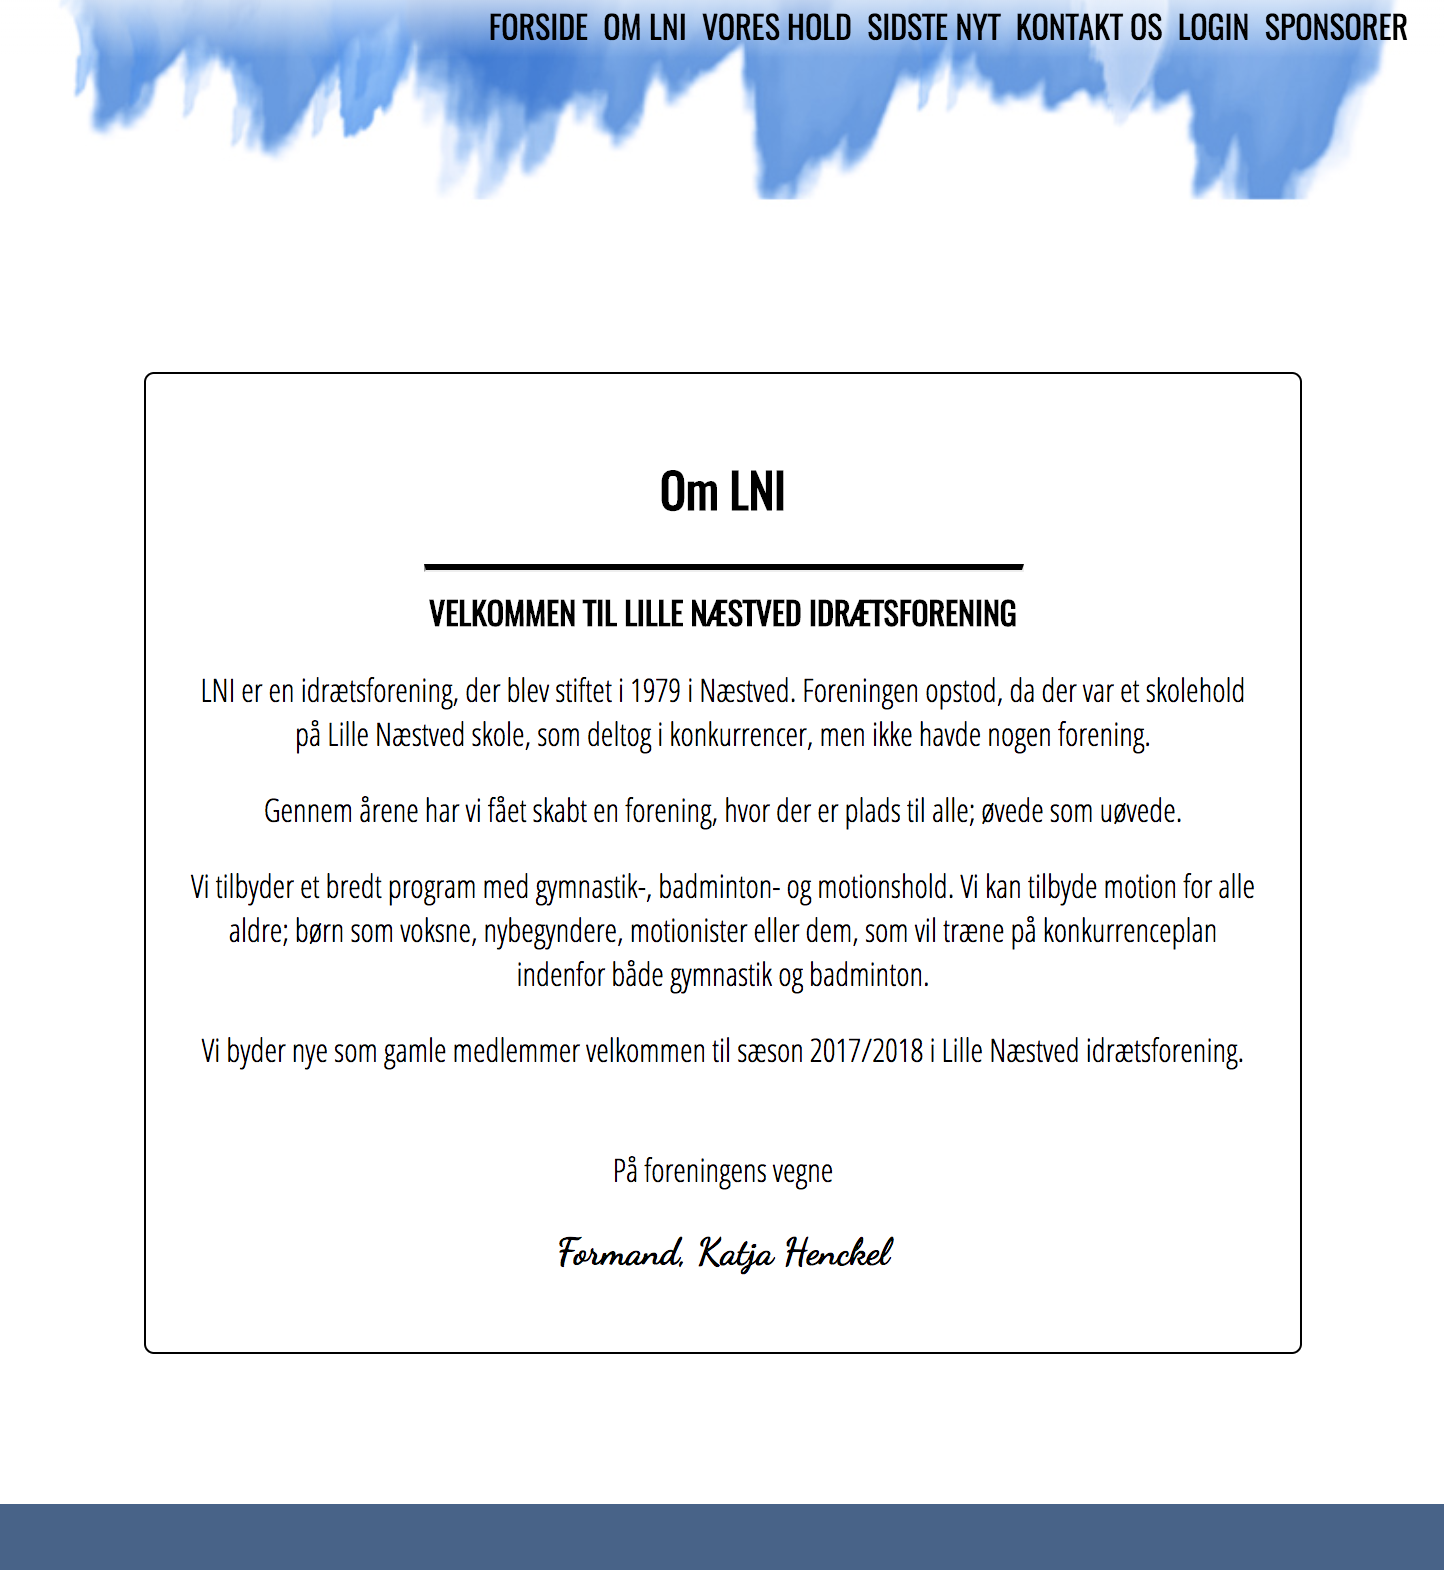 FORSIDE OM LNI VORES HOLD SIDSTE NYT KONTAKT OS LOGIN SPONSORER
Om LNI
VELKOMMEN TIL LILLE NÆSTVED IDRÆTSFORENING
LNI er en idrætsforening, der blev stiftet i 1979 i Næstved. Foreningen opstod, da der var et skolehold
på Lille Næstved skole, som deltog i konkurrencer, men ikke havde nogen forening.
Gennem årene har vi fået skabt en forening, hvor der er plads til alle; øvede som uøvede.
Vi tilbyder et bredt program med gymnastik-, badminton- og motionshold. Vi kan tilbyde motion for alle
aldre; børn som voksne, nybegyndere, motionister eller dem, som vil træne på konkurrenceplan
indenfor både gymnastik og badminton.
Vi byder nye som gamle medlemmer velkommen til sæson 2017/2018 i Lille Næstved idrætsforening.
På foreningens vegne
Formand, Katja Henckel